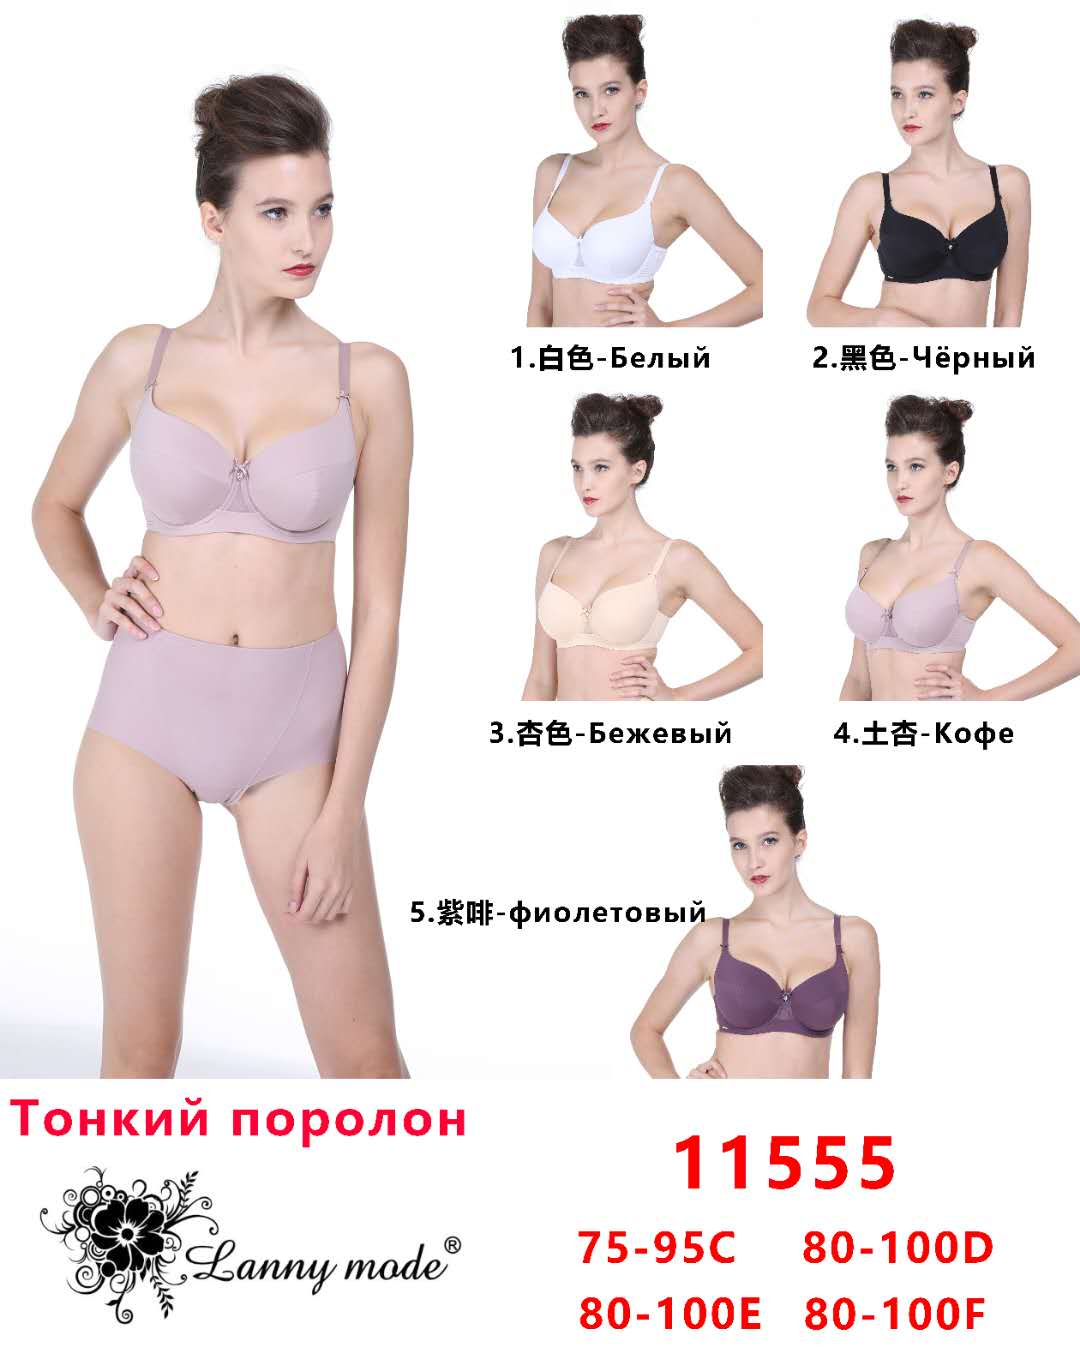 1.白色-Белый
2.黑色-Чёрный
3.杏色-Бежевый
4.土杏-Кофе
5.紫啡-фиолетовый
Тонкий поролон
Lanny mode®
11555
75-95C 80-100D
80-100E 80-100F